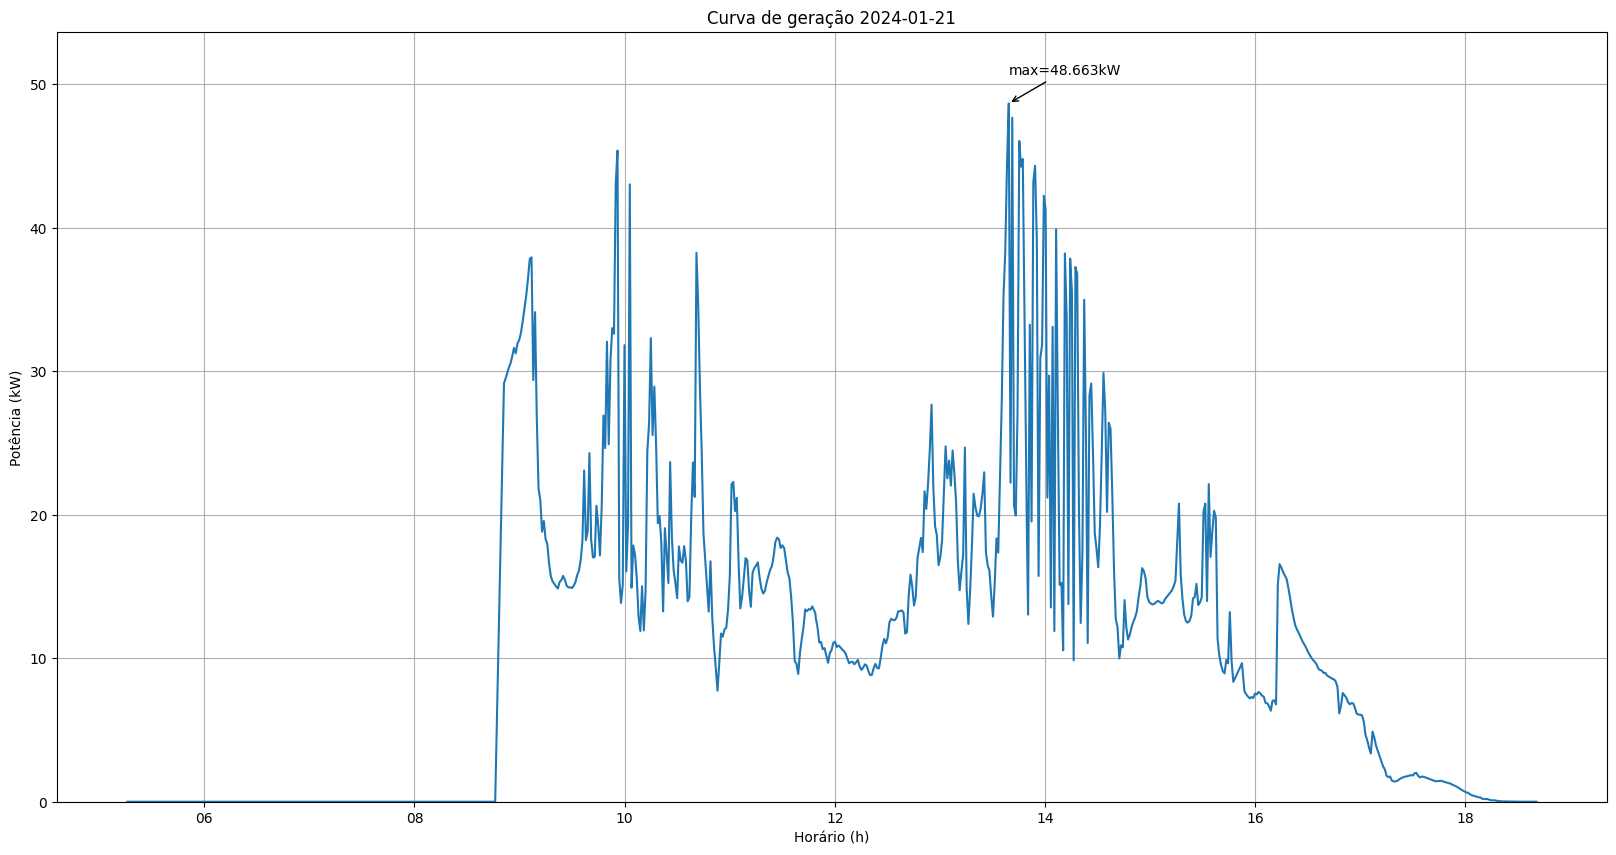 Curva de geração 2024-01-21
max=48.663kW
50
40
30
20
10
0
Potência (kW)
06 08 10 12 14 16 18
Horário (h)